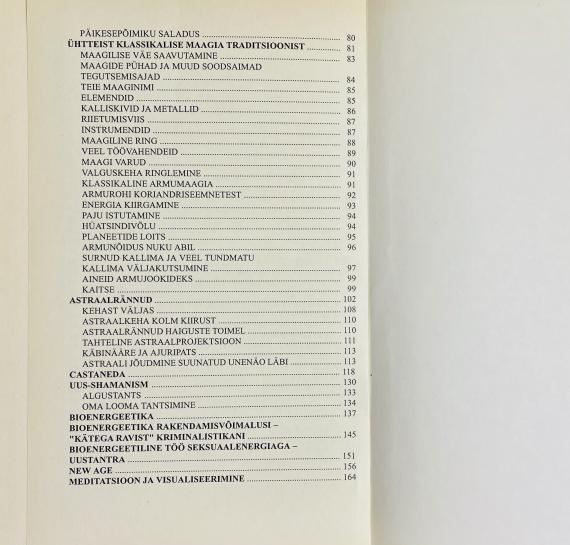 PÄIKESEPÕIMIKU SALADUS ........ 80
ÜHTTEIST KLASSIKALISE MAAGIA TRADITSIOONIST ........ 81
MAAGILISE VÄE SAAVUTAMINE ........ 83
MAAGIDE PÜHAD JA MUUD SOODSAIMAD
TEGUTSEMISAJAD ........ 84
TEIE MAAGINIMI ........ 85
ELEMENDID ........ 85
KALLISKIVID JA METALLID ........ 86
RIIETUMISVIIS ........ 87
INSTRUMENDID ........ 87
MAAGILINE RING ........ 88
VEEL TÖÖVAHENDEID ........ 89
MAAGI VARUD ........ 90
VALGUSKEHA RINGLEMINE ........ 91
KLASSIKALINE ARMUMAAGIA ........ 91
ARMUROHI KORIANDRISEEMNETEST ........ 92
ENERGIA KIIRGAMINE ........ 93
PAJU ISTUTAMINE ........ 94
HÜATSINDIVÕLU ........ 94
PLANEETIDE LOITS ........ 95
ARMUNÕIDUS NUKU ABIL ........ 96
SURNUD KALLIMA JA VEEL TUNDMATU
KALLIMA VÄLJAKUTSUMINE ........ 97
AINEID ARMUJOOKIDEKS ........ 99
KAITSE ........ 99
ASTRAALRÄNNUD ........ 102
KEHAST VÄLJAS ........ 108
ASTRAALKEHA KOLM KIIRUST ........ 110
ASTRAALRÄNNUD HAIGUSTE TOIMEL ........ 110
TAHTELINE ASTRAALPROJEKTSIOON ........ 111
KÄBINÄÄRE JA AJURIPATS ........ 113
ASTRAALI JÕUDMINE SUUNATUD UNENÄO LÄBI ........ 113
CASTANEDA ........ 118
UUS-SHAMANISM ........ 130
ALGUSTANTS ........ 133
OMA LOOMA TANTSIMINE ........ 134
BIOENERGEETIKA ........ 137
BIOENERGEETIKA RAKENDAMISVÕIMALUSI –
"KÄTEGA RAVIST" KRIMINALISTIKANI ........ 145
BIOENERGEETILINE TÖÖ SEKSUAALENERGIAGA –
UUSTANTRA ........ 151
NEW AGE ........ 156
MEDITATSIOON JA VISUALISEERIMINE ........ 164